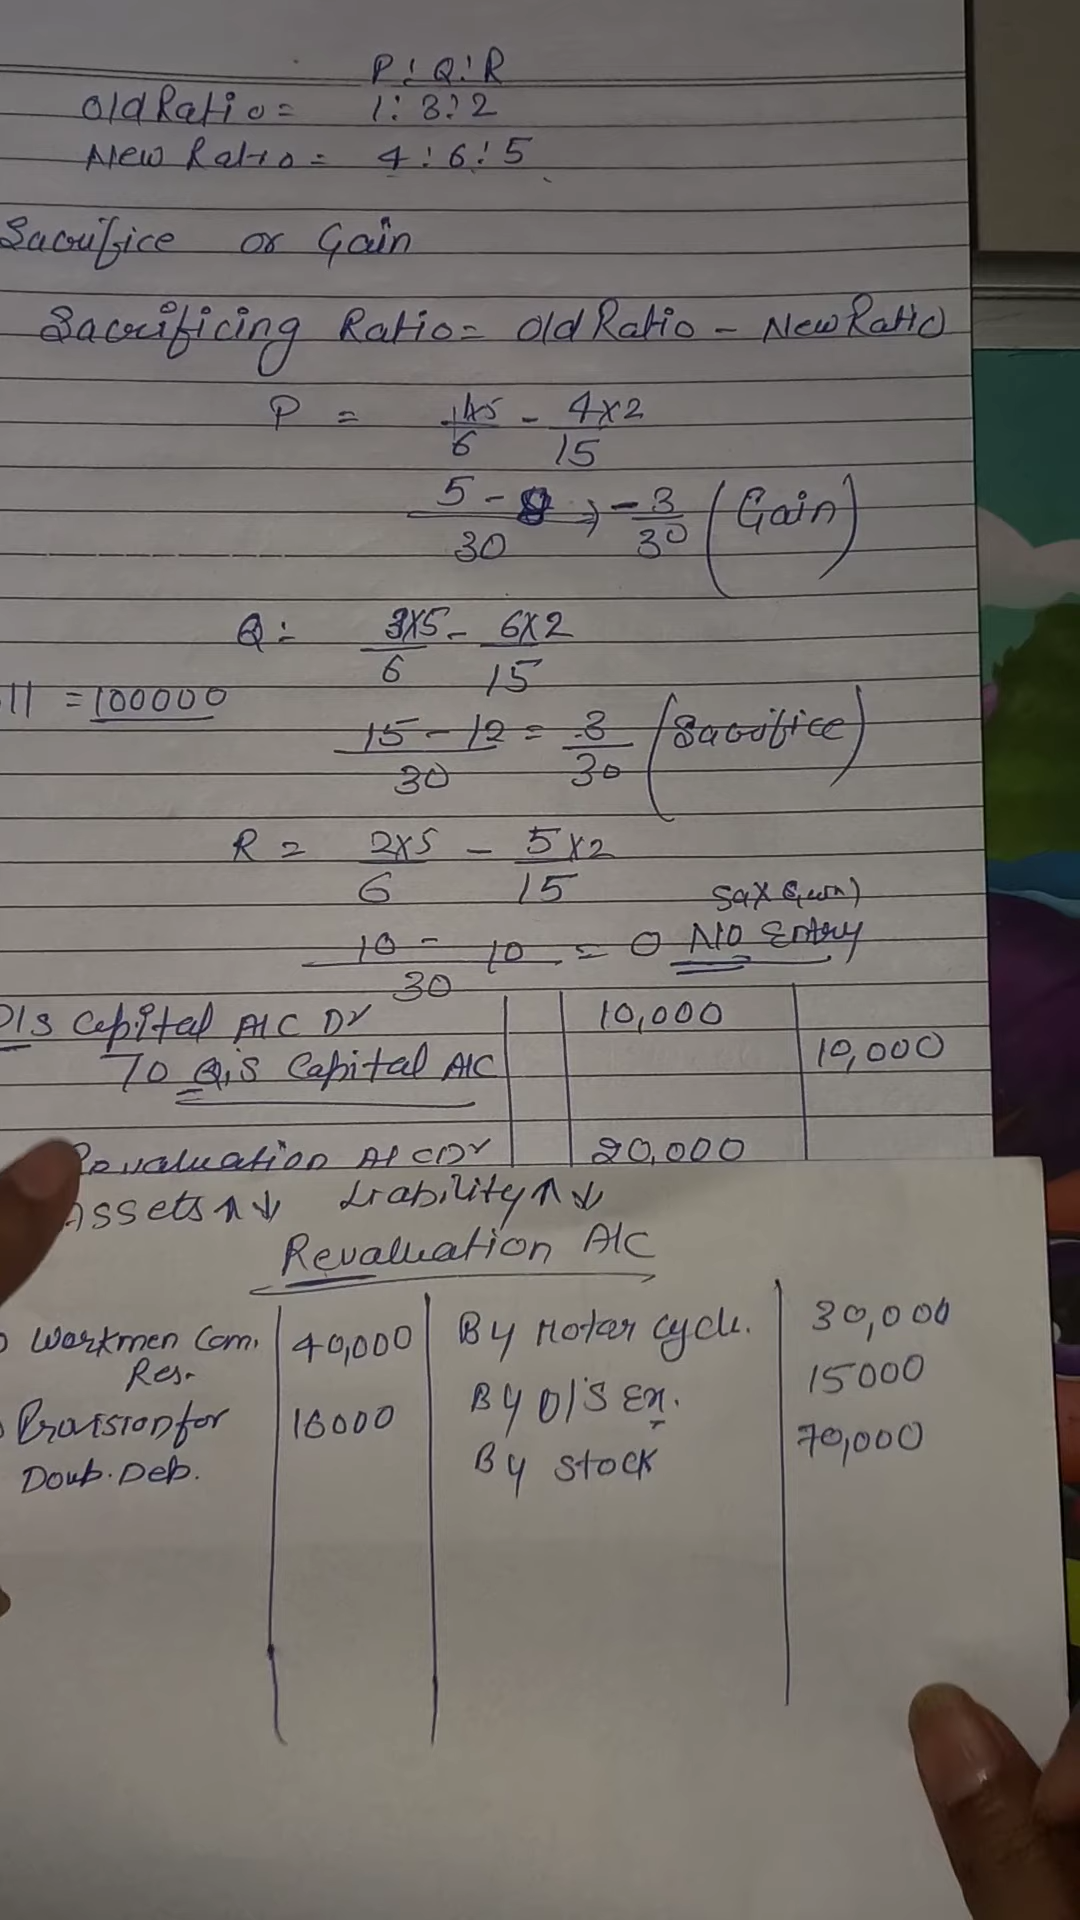 P : Q : R
Old Ratio = 1 : 3 : 2
New Ratio = 4 : 6 : 5
Sacrifice or Gain
Sacrificing Ratio = Old Ratio - New Ratio
P = 1x5/6 - 4x2/15
5 - 8/30 ⇒ -3/30 (Gain)
Q = 3x5/6 - 6x2/15
= 100000
15 - 12/30 = 3/30 (Sacrifice)
R = 2x5/6 - 5x2/15
10 - 10/30 = 0 No Entry
P's Capital A/C Dr 10,000
To Q's Capital A/C 10,000
Revaluation A/C Dr 20,000
Assets ↑↓ Liability ↑↓
Revaluation A/C
Workmen Com. Res. 40,000 By Motor Cycle. 30,000
By O/S Ex. 15000
Provision for Doub. Deb. 16000 By Stock 70,000